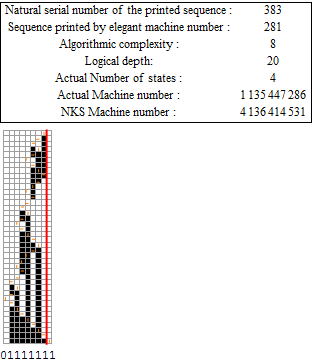 Natural serial number of the printed sequence : 383
Sequence printed by elegant machine number : 281
Algorithmic complexity : 8
Logical depth: 20
Actual Number of states : 4
Actual Machine number : 1 135 447 286
NKS Machine number : 4 136 414 531
01111111